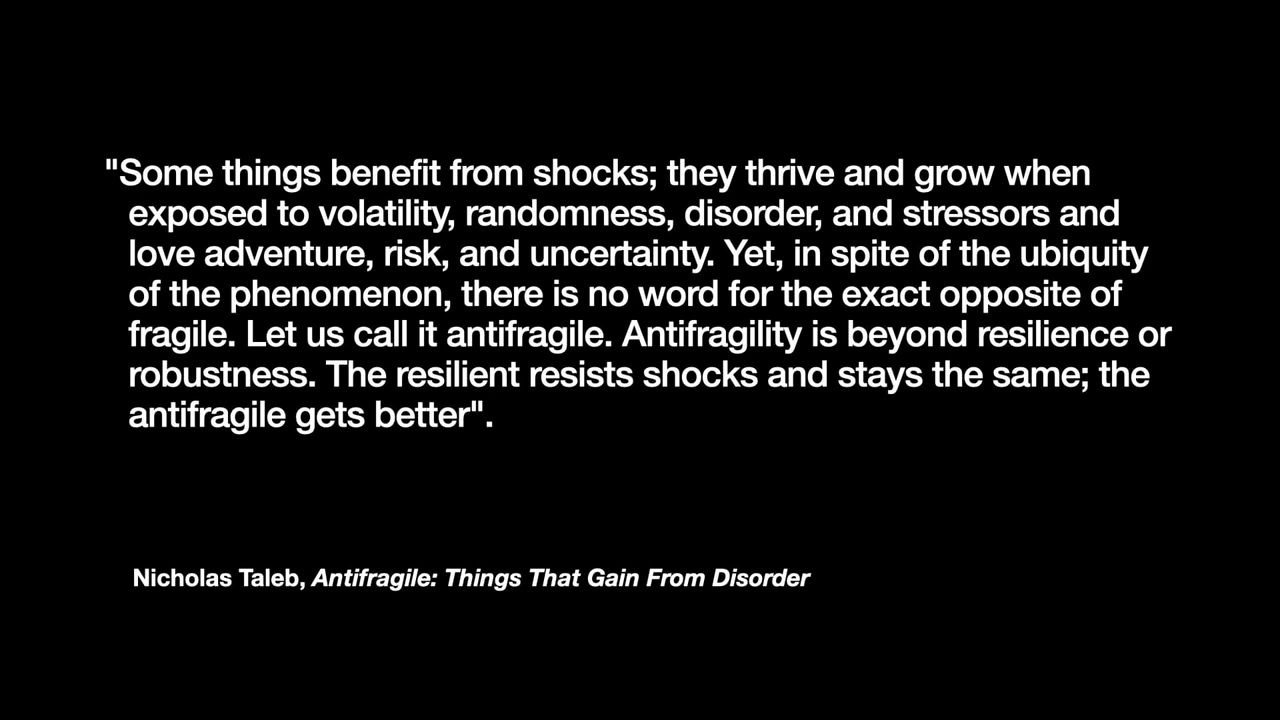 "Some things benefit from shocks; they thrive and grow when
exposed to volatility, randomness, disorder, and stressors and
love adventure, risk, and uncertainty. Yet, in spite of the ubiquity
of the phenomenon, there is no word for the exact opposite of
fragile. Let us call it antifragile. Antifragility is beyond resilience or
robustness. The resilient resists shocks and stays the same; the
antifragile gets better".
Nicholas Taleb, Antifragile: Things That Gain From Disorder